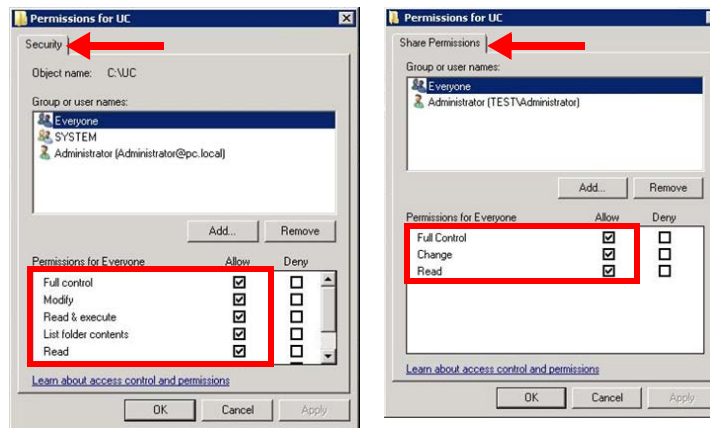 Permissions for UC
Security
Object name: C:\UC
Group or user names:
Everyone
SYSTEM
Administrator (Administrator@pc.local)
Add... Remove
Permissions for Everyone Allow Deny
Full control
Modify
Read & execute
List folder contents
Read
Learn about access control and permissions
OK Cancel Apply
Permissions for UC
Share Permissions
Group or user names:
Everyone
Administrator (TEST\Administrator)
Add... Remove
Permissions for Everyone Allow Deny
Full Control
Change
Read
Learn about access control and permissions
OK Cancel Apply